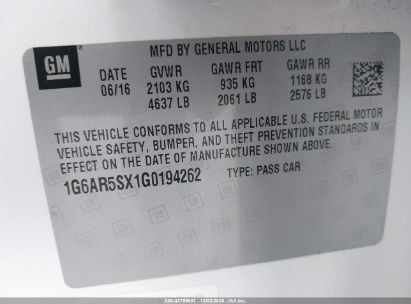 GM
MFD BY GENERAL MOTORS LLC
DATE GVWR GAWR FRT GAWR RR
06/16 2103 KG 935 KG 1168 KG
4637 LB 2061 LB 2576 LB
THIS VEHICLE CONFORMS TO ALL APPLICABLE U.S. FEDERAL MOTOR
VEHICLE SAFETY, BUMPER, AND THEFT PREVENTION STANDARDS IN
EFFECT ON THE DATE OF MANUFACTURE SHOWN ABOVE.
1G6AR5SX1G0194262 TYPE: PASS CAR